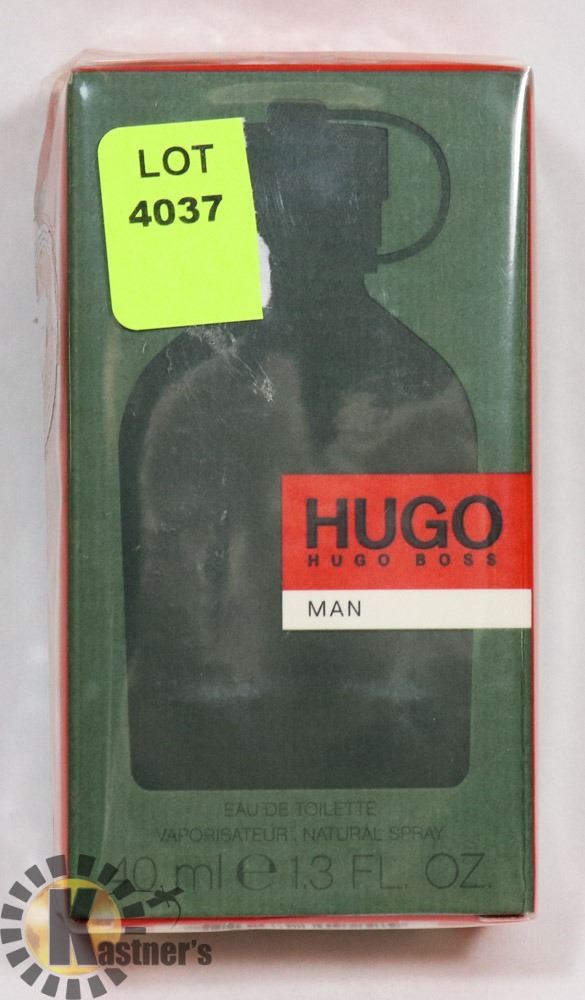 LOT
4037
HUGO
HUGO BOSS
MAN
EAU DE TOILETTE
VAPORISATEUR . NATURAL SPRAY
40 ml e 1.3 FL. OZ.
Kastner's